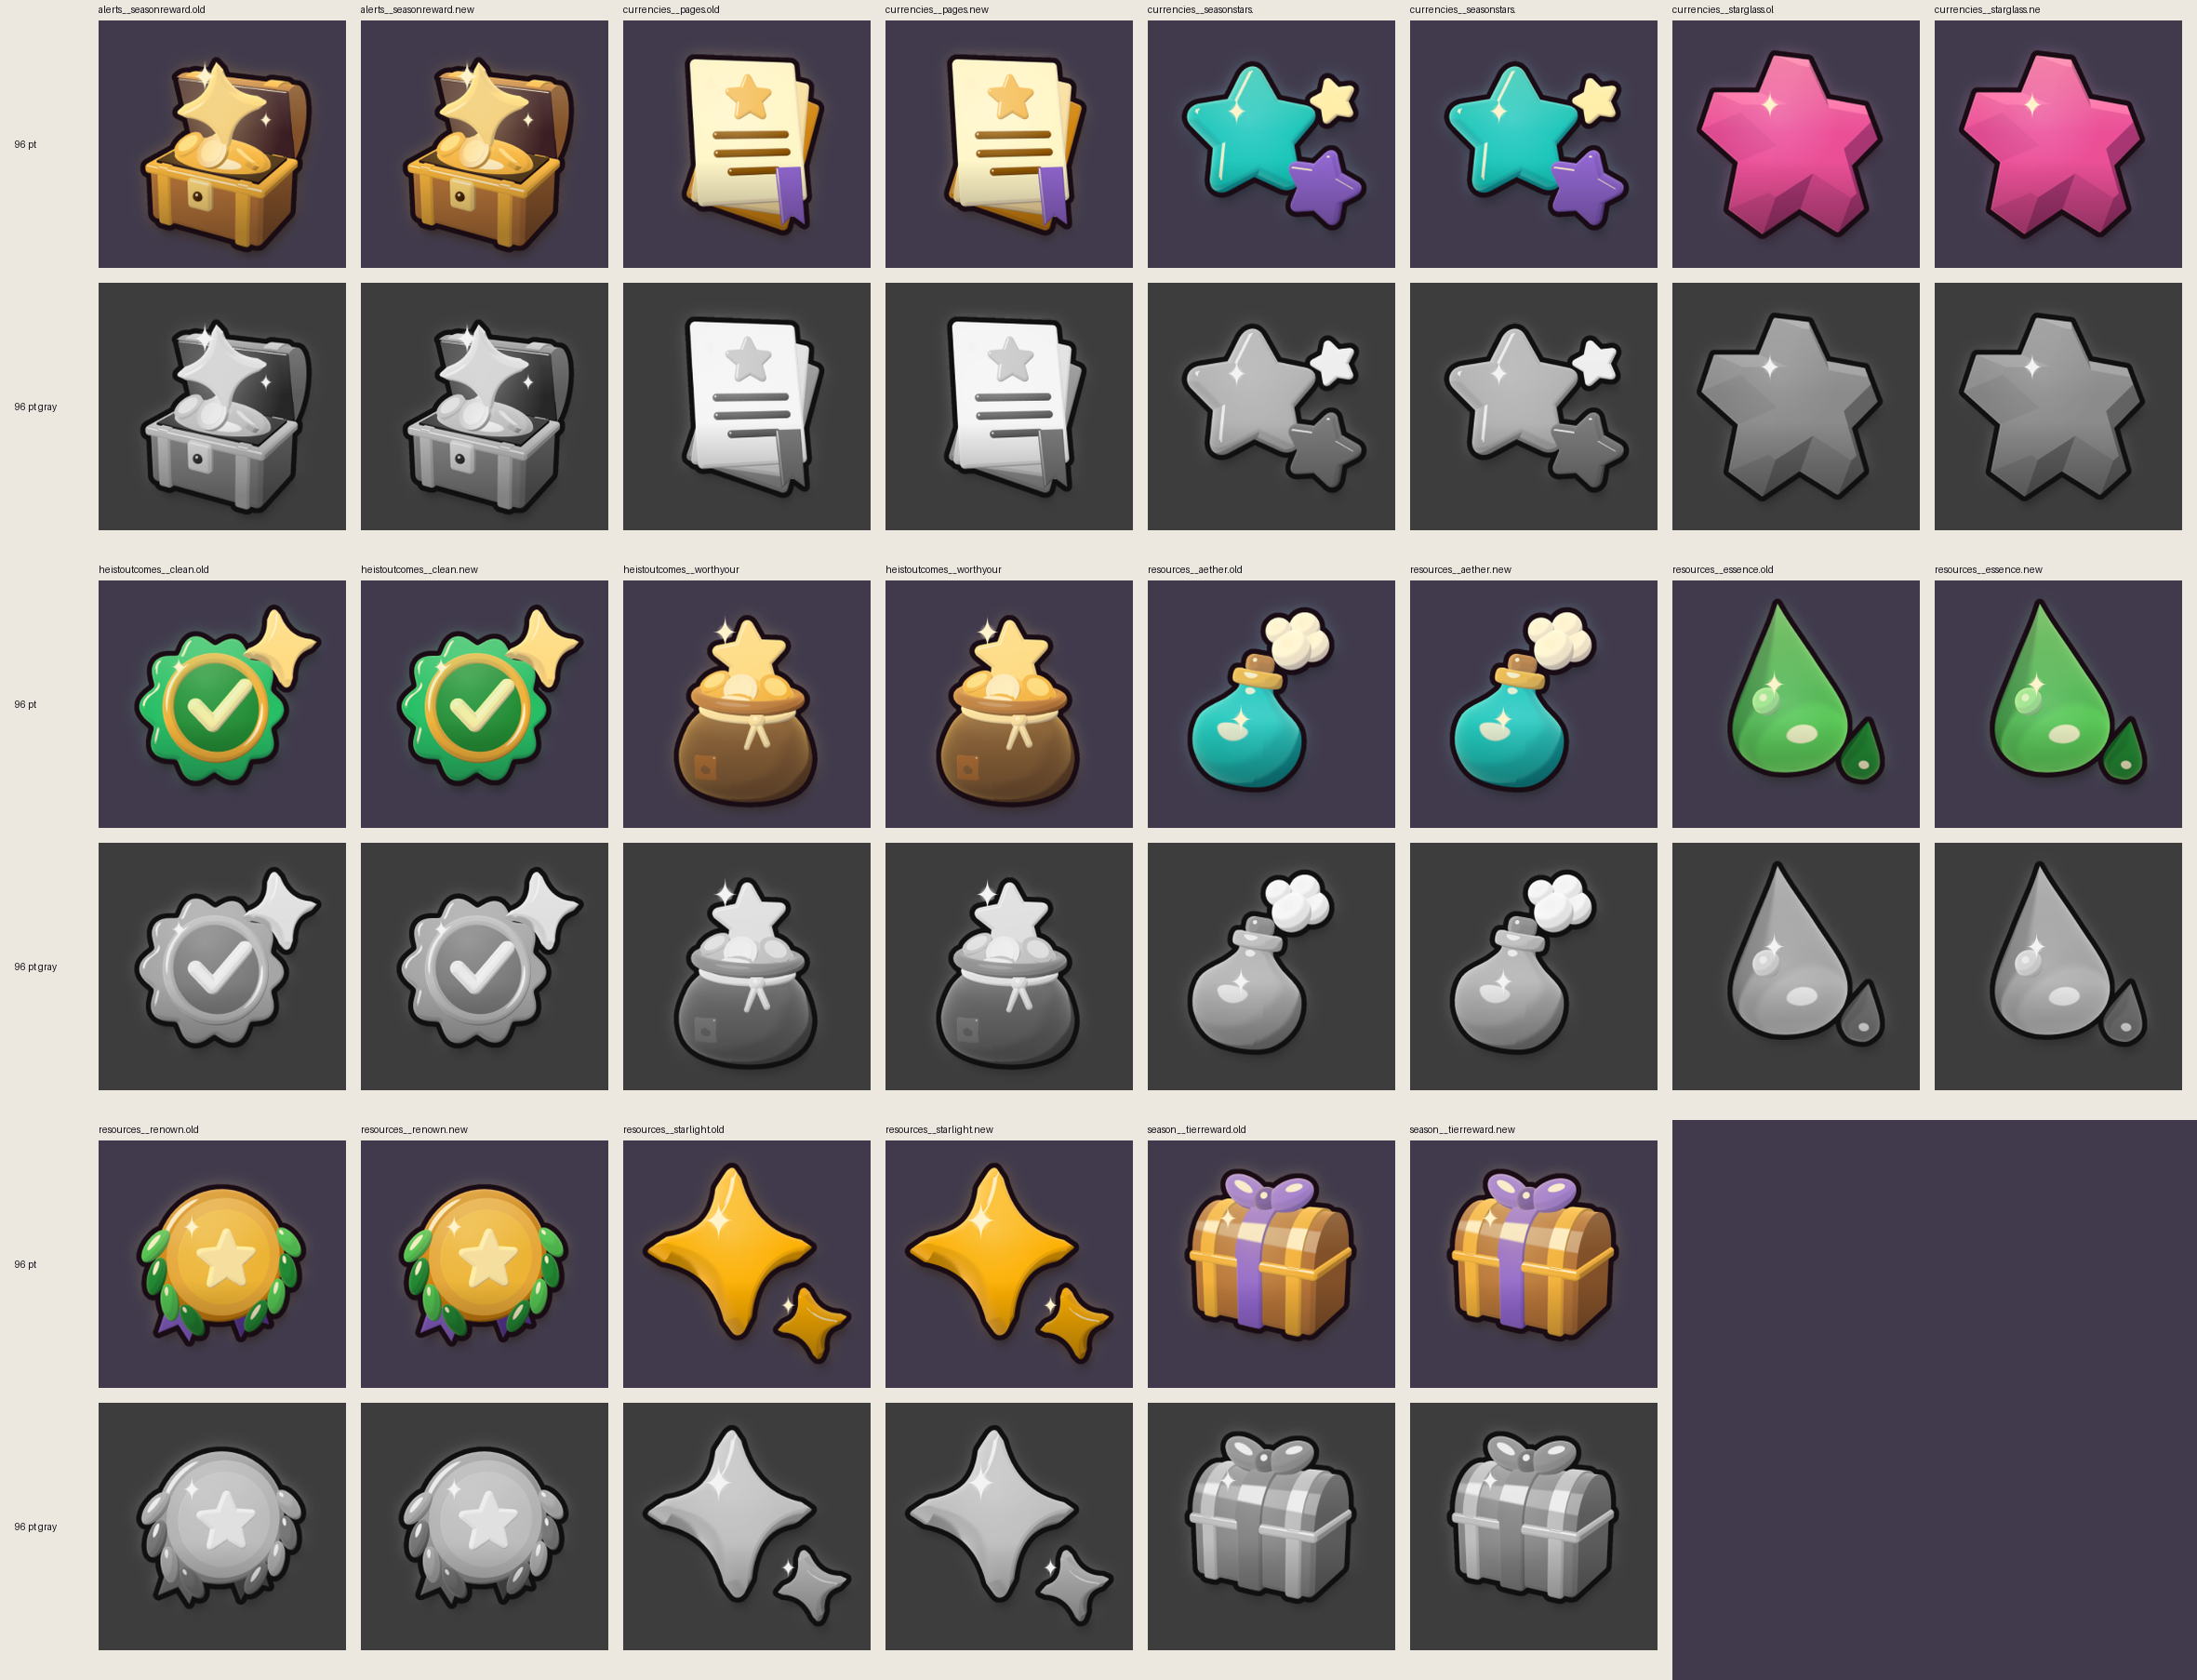 alerts__seasonreward.old alerts__seasonreward.new currencies__pages.old currencies__pages.new currencies__seasonstars. currencies__seasonstars. currencies__starglass.ol currencies__starglass.ne
96 pt
96 pt gray
heistoutcomes__clean.old heistoutcomes__clean.new heistoutcomes__worthyour heistoutcomes__worthyour resources__aether.old resources__aether.new resources__essence.old resources__essence.new
96 pt
96 pt gray
resources__renown.old resources__renown.new resources__starlight.old resources__starlight.new season__tierreward.old season__tierreward.new
96 pt
96 pt gray